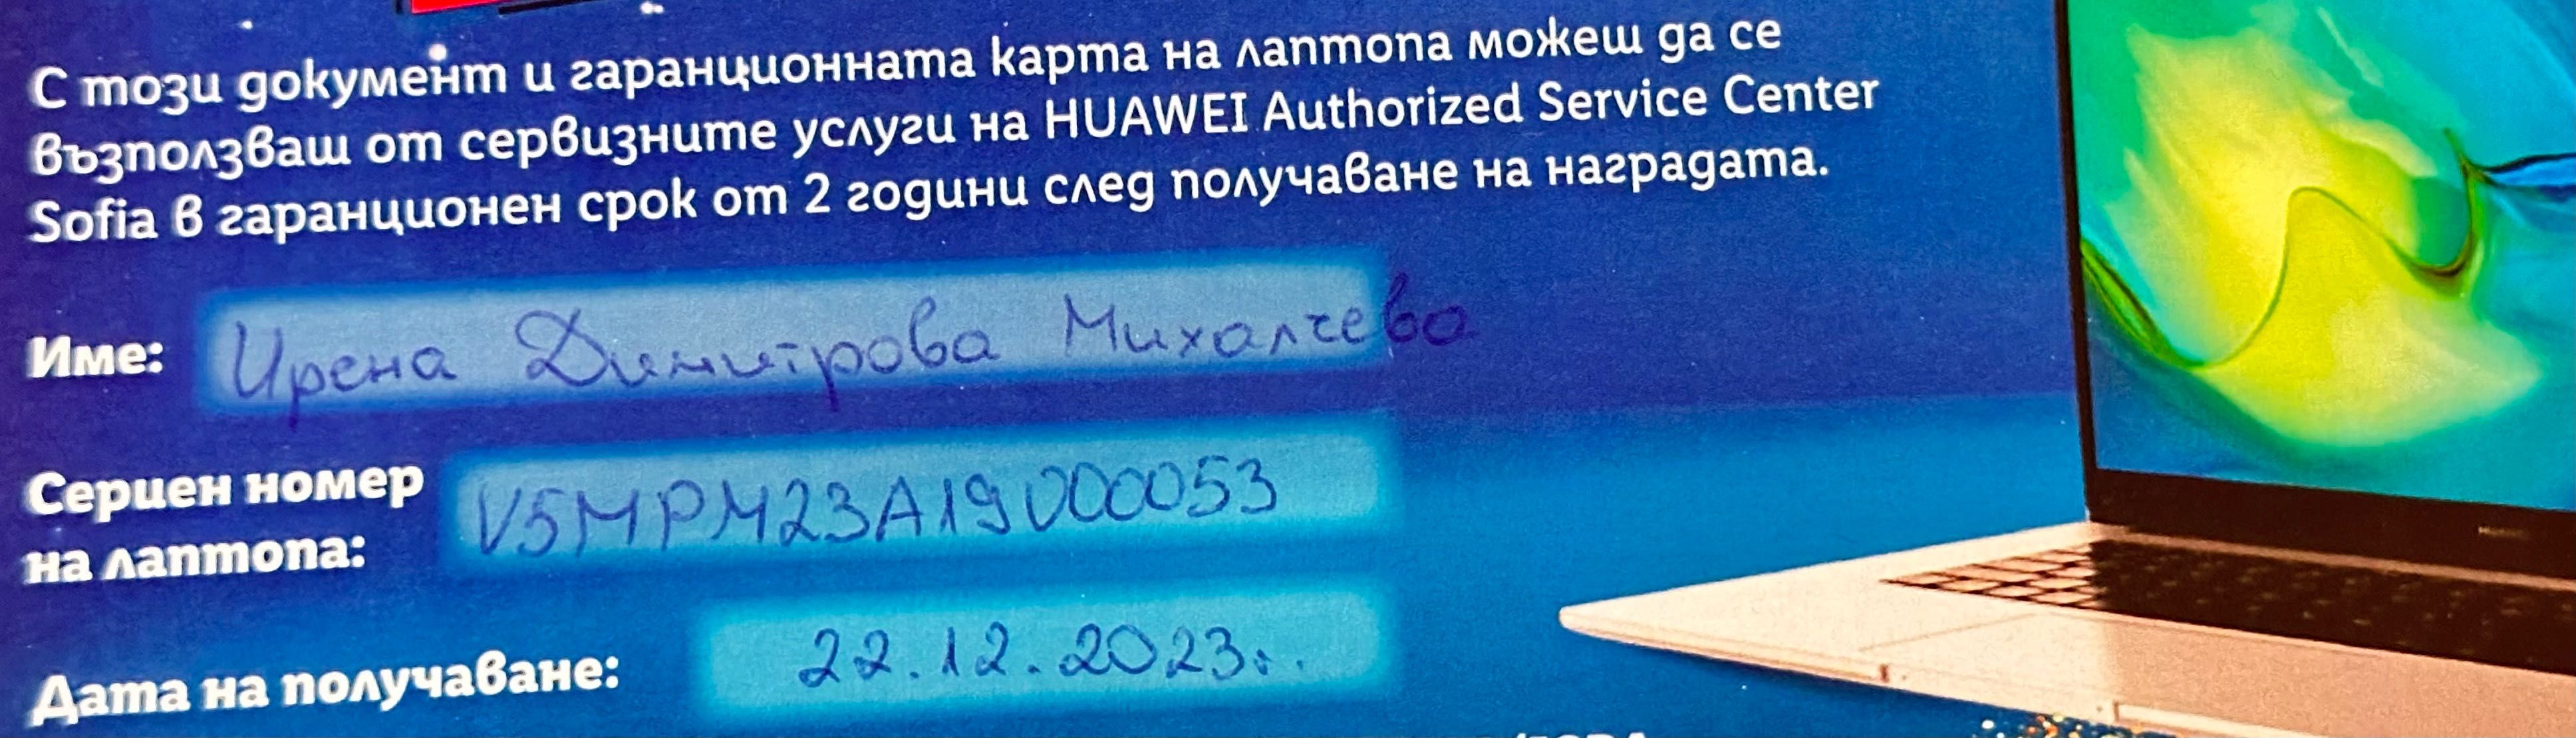 С този документ и гаранционната карта на лаптопа можеш да се
възползваш от сервизните услуги на HUAWEI Authorized Service Center
Sofia в гаранционен срок от 2 години след получаване на наградата.
Име: Ирена Димитрова Михалчева
Сериен номер
на лаптопа: V5MPM23A19000053
Дата на получаване: 22.12.2023г.